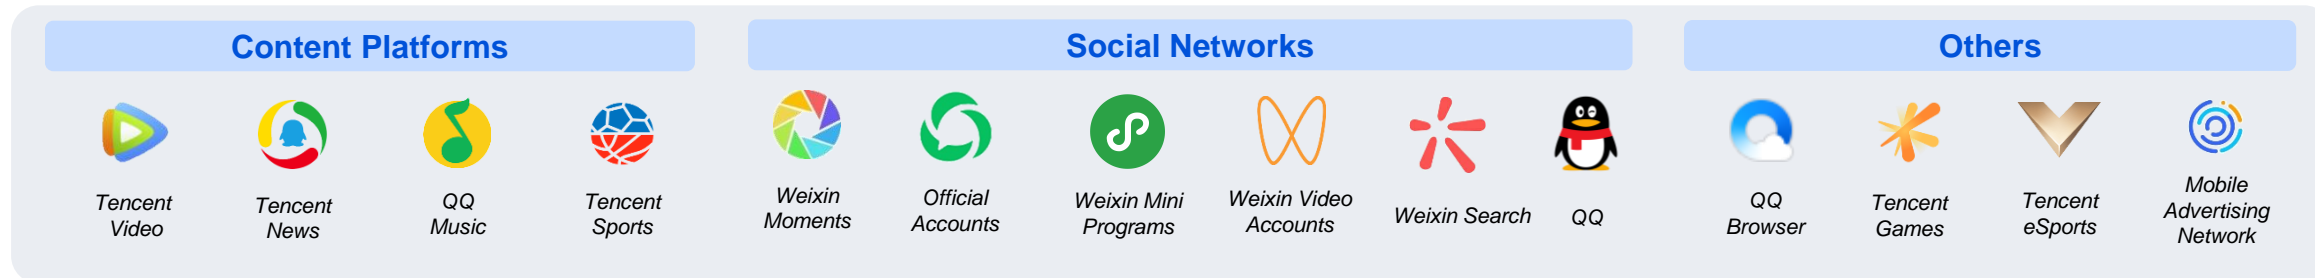 Content Platforms
Social Networks
Others
Tencent
Video
Tencent
News
QQ
Music
Tencent
Sports
Weixin
Moments
Official
Accounts
Weixin Mini
Programs
Weixin Video
Accounts
Weixin Search
QQ
QQ
Browser
Tencent
Games
Tencent
eSports
Mobile
Advertising
Network